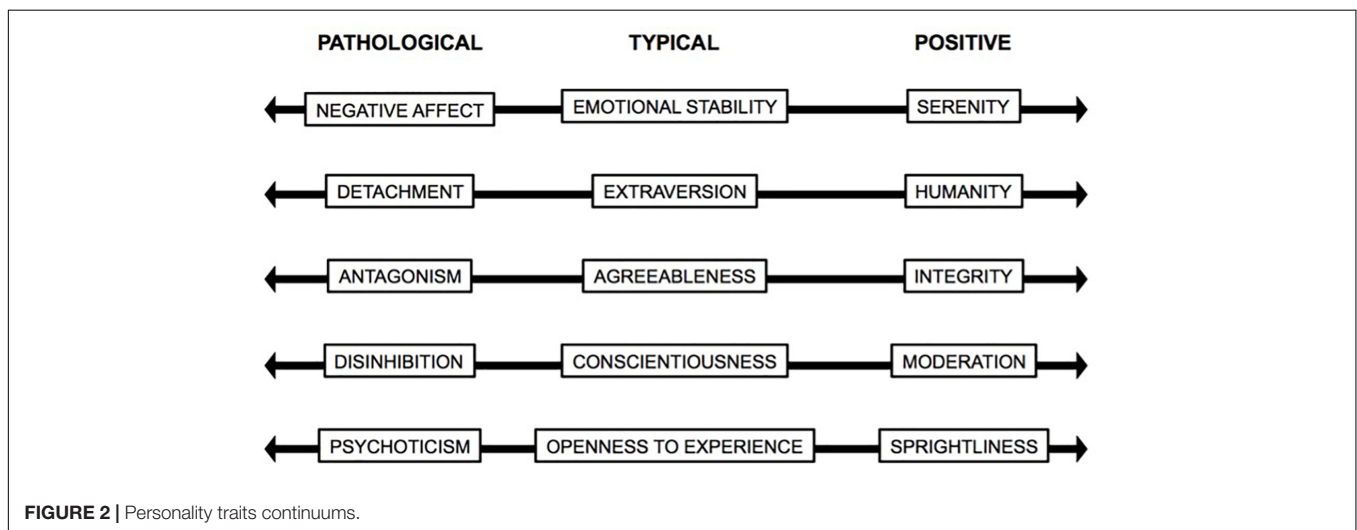 PATHOLOGICAL TYPICAL POSITIVE
NEGATIVE AFFECT EMOTIONAL STABILITY SERENITY
DETACHMENT EXTRAVERSION HUMANITY
ANTAGONISM AGREEABLENESS INTEGRITY
DISINHIBITION CONSCIENTIOUSNESS MODERATION
PSYCHOTICISM OPENNESS TO EXPERIENCE SPRIGHTLINESS
FIGURE 2 | Personality traits continuums.